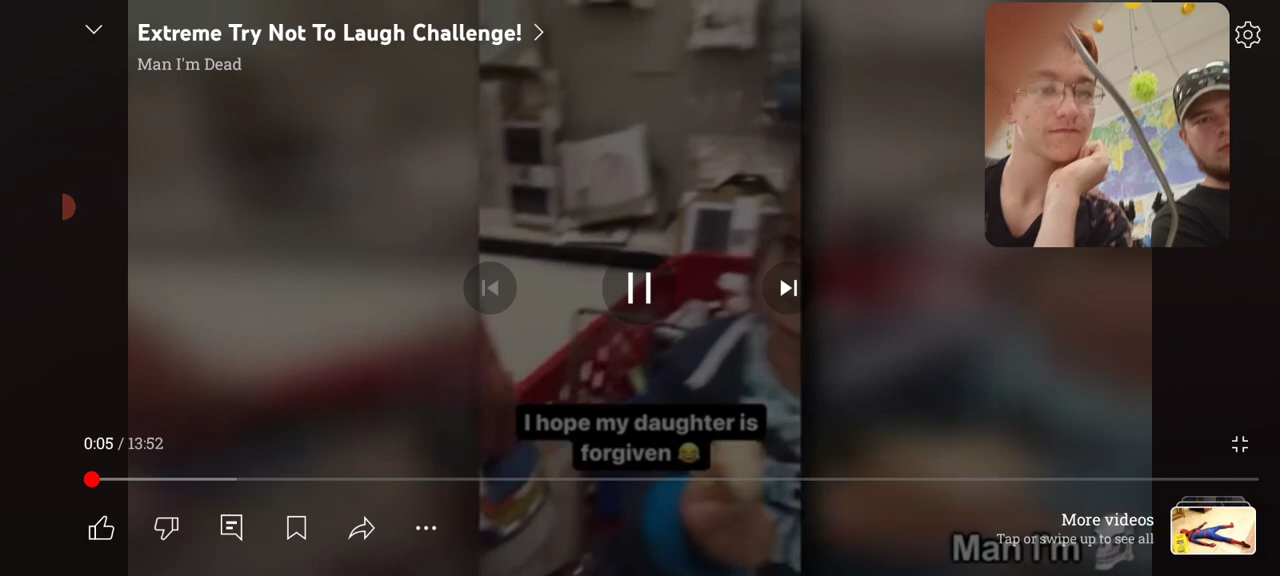 Extreme Try Not To Laugh Challenge!
Man I'm Dead
I hope my daughter is
forgiven 😂
0:05 / 13:52
More videos
Tap or swipe up to see all
Man I'm